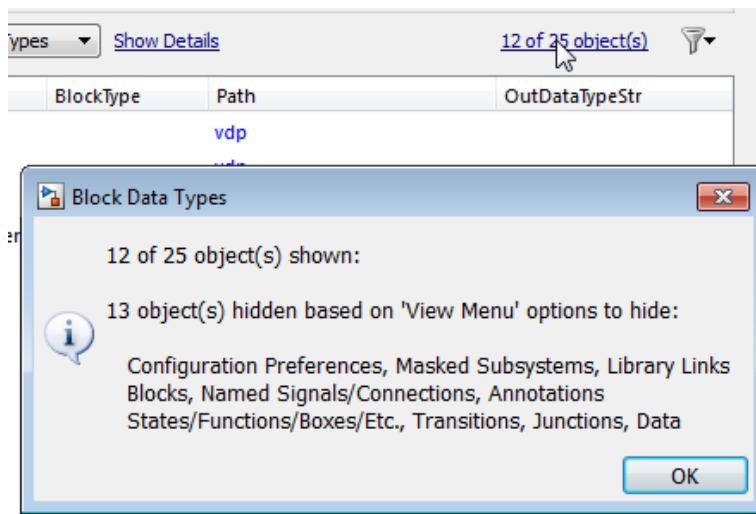 ypes Show Details 12 of 25 object(s)
BlockType Path OutDataTypeStr
vdp
Block Data Types
er
12 of 25 object(s) shown:
13 object(s) hidden based on 'View Menu' options to hide:
Configuration Preferences, Masked Subsystems, Library Links
Blocks, Named Signals/Connections, Annotations
States/Functions/Boxes/Etc., Transitions, Junctions, Data
OK